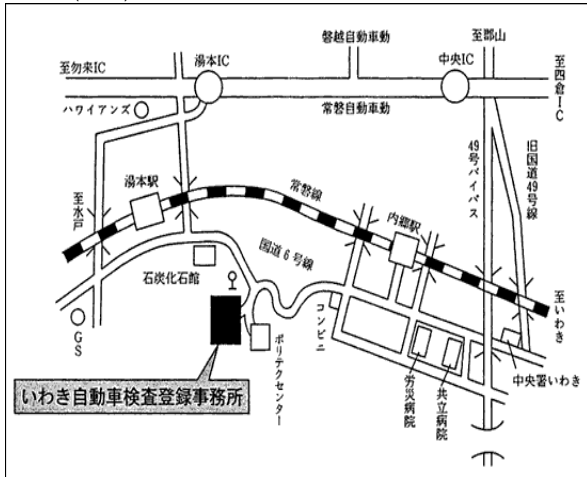 至郡山
磐越自動車動
湯本IC
中央IC
至勿来IC
至四倉IC
ハワイアンズ
常磐自動車動
49号バイパス
旧国道49号線
湯本駅
常磐線
至水戸
内郷駅
国道6号線
石炭化石館
至いわき
GS
コンビニ
ポリテクセンター
中央署いわき
労災病院
共立病院
いわき自動車検査登録事務所